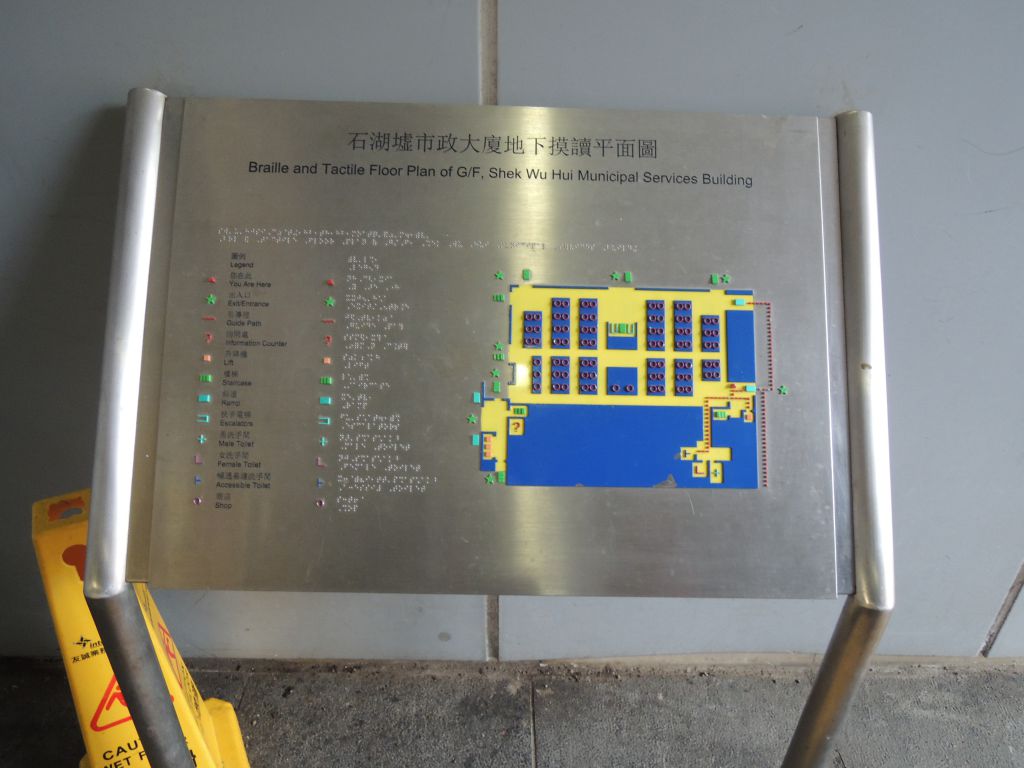 石湖墟市政大廈地下摸讀平面圖
Braille and Tactile Floor Plan of G/F, Shek Wu Hui Municipal Services Building
圖例
Legend
你在此
You Are Here
出入口
Exit/Entrance
引導徑
Guide Path
詢問處
Information Counter
升降機
Lift
樓梯
Staircase
斜道
Ramp
扶手電梯
Escalators
男洗手間
Male Toilet
女洗手間
Female Toilet
暢通易達洗手間
Accessible Toilet
商店
Shop
?
CAU
WET F